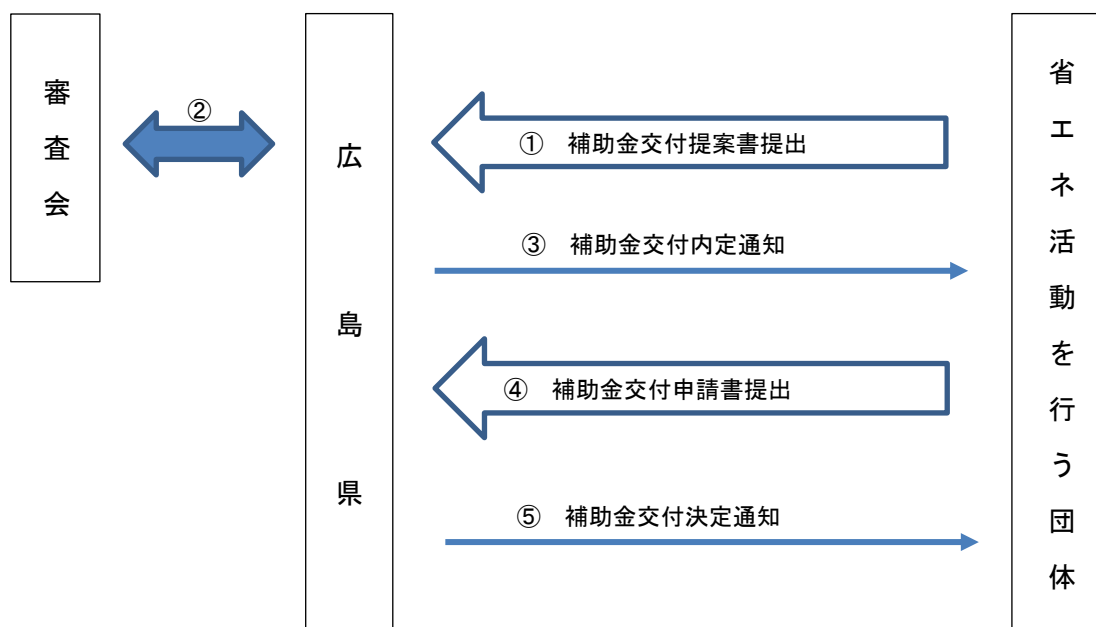 審査会
②
広島県
① 補助金交付提案書提出
③ 補助金交付内定通知
④ 補助金交付申請書提出
⑤ 補助金交付決定通知
省エネ活動を行う団体